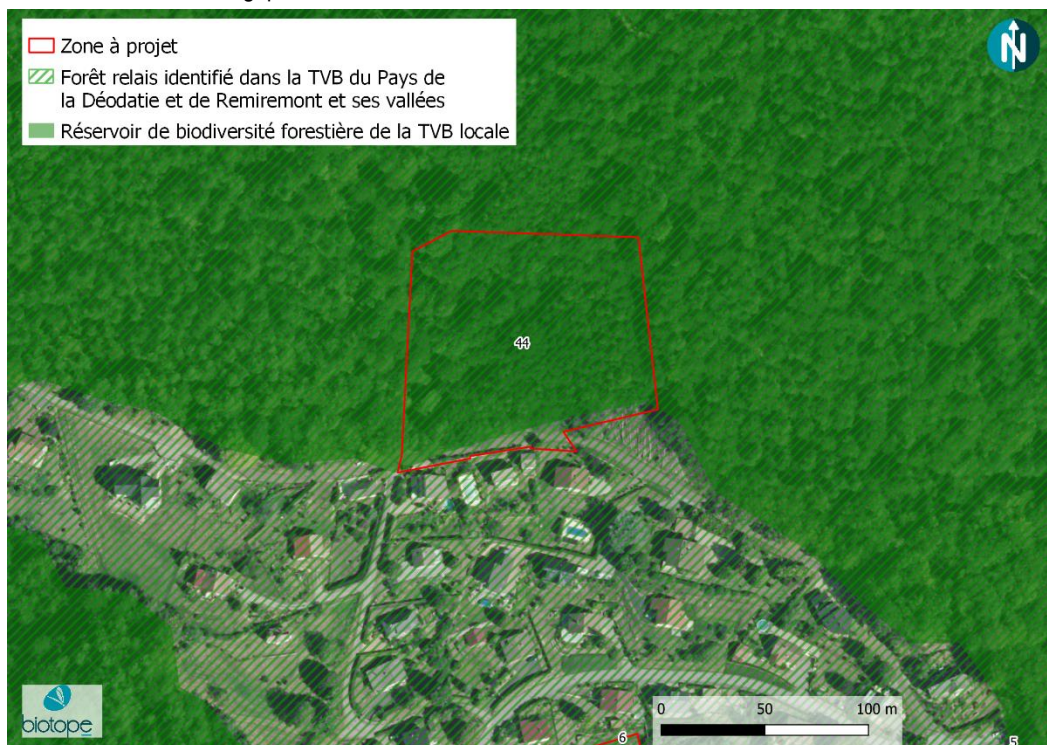 Zone à projet
Forêt relais identifié dans la TVB du Pays de
la Déodatie et de Remiremont et ses vallées
Réservoir de biodiversité forestière de la TVB locale
N
44
biotope
0 50 100 m
6
5